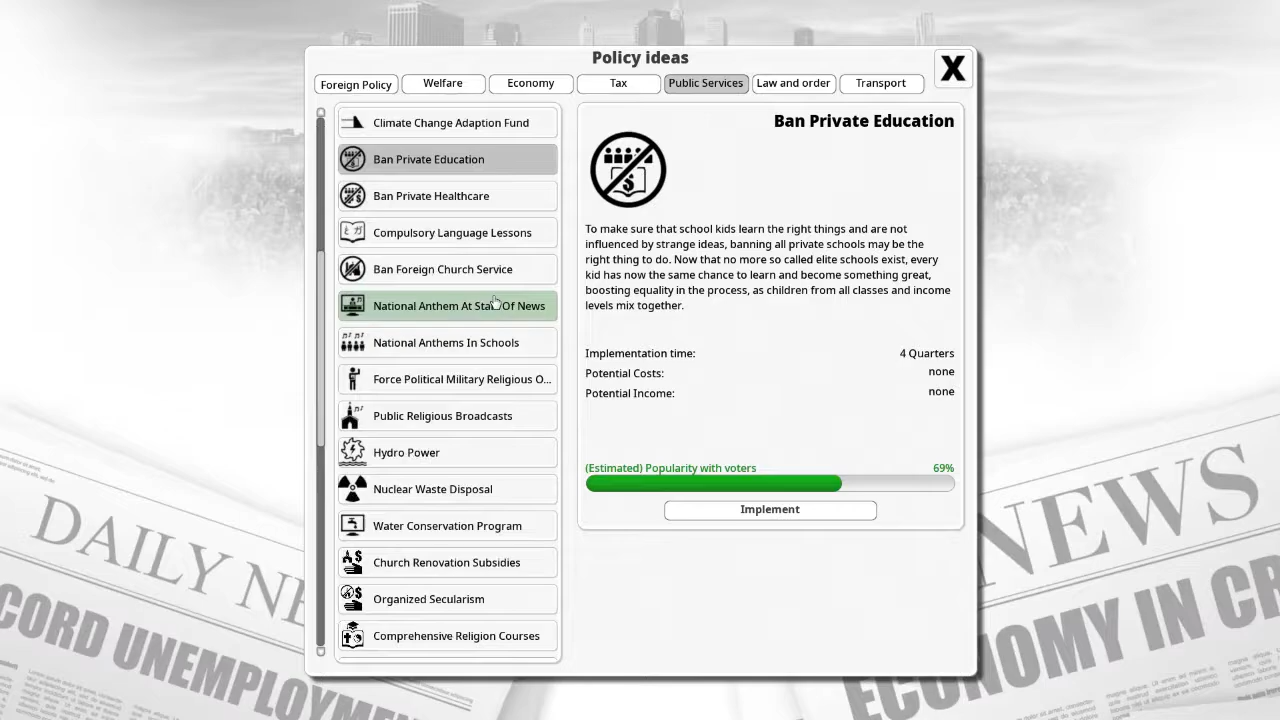 Policy ideas
X
Foreign Policy
Welfare
Economy
Tax
Public Services
Law and order
Transport
Climate Change Adaption Fund
Ban Private Education
Ban Private Healthcare
Compulsory Language Lessons
Ban Foreign Church Service
National Anthem At Start Of News
National Anthems In Schools
Force Political Military Religious O...
Public Religious Broadcasts
Hydro Power
Nuclear Waste Disposal
Water Conservation Program
Church Renovation Subsidies
Organized Secularism
Comprehensive Religion Courses
Ban Private Education
To make sure that school kids learn the right things and are not
influenced by strange ideas, banning all private schools may be the
right thing to do. Now that no more so called elite schools exist, every
kid has now the same chance to learn and become something great,
boosting equality in the process, as children from all classes and income
levels mix together.
Implementation time: 4 Quarters
Potential Costs: none
Potential Income: none
(Estimated) Popularity with voters 69%
Implement
DAILY NE
CORD UNEMPLOYM
NEWS
ECONOMY IN CR